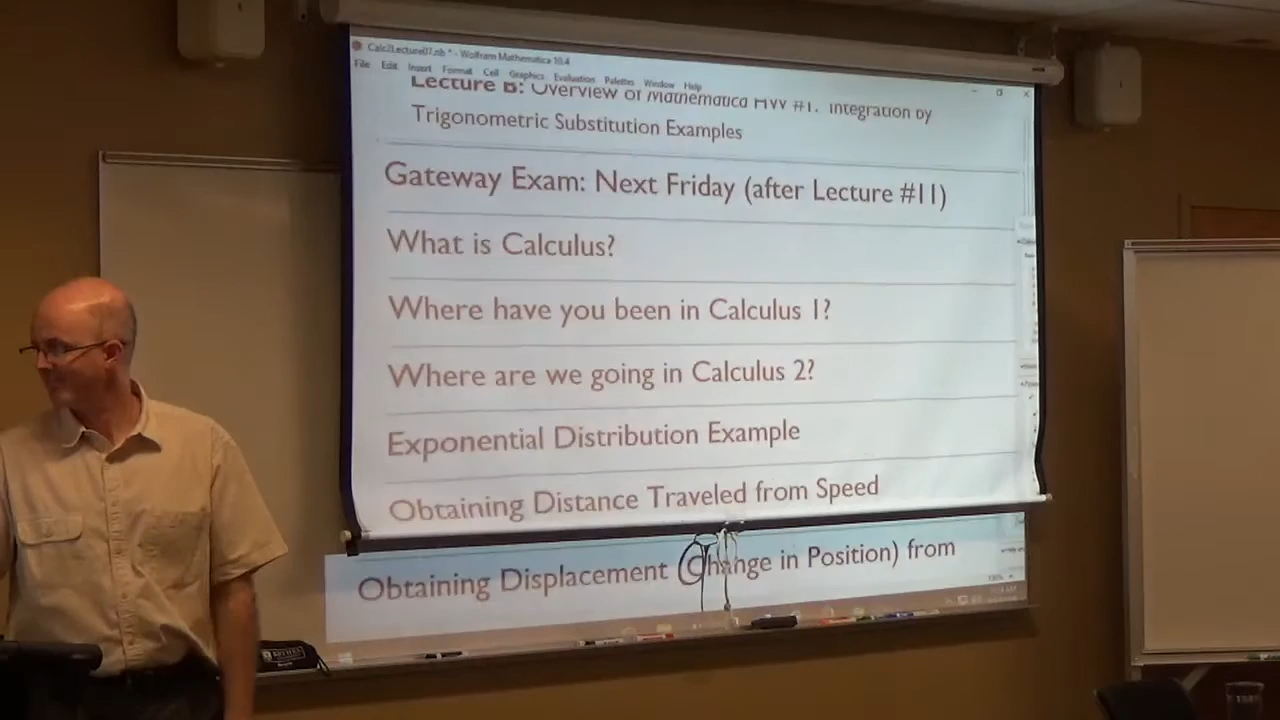 Calc2Lecture07.nb * - Wolfram Mathematica 10.4
File Edit Insert Format Cell Graphics Evaluation Palettes Window Help
Lecture B: Overview of Mathematica HW #1. Integration by
Trigonometric Substitution Examples
Gateway Exam: Next Friday (after Lecture #11)
What is Calculus?
Where have you been in Calculus 1?
Where are we going in Calculus 2?
Exponential Distribution Example
Obtaining Distance Traveled from Speed
Obtaining Displacement (Change in Position) from